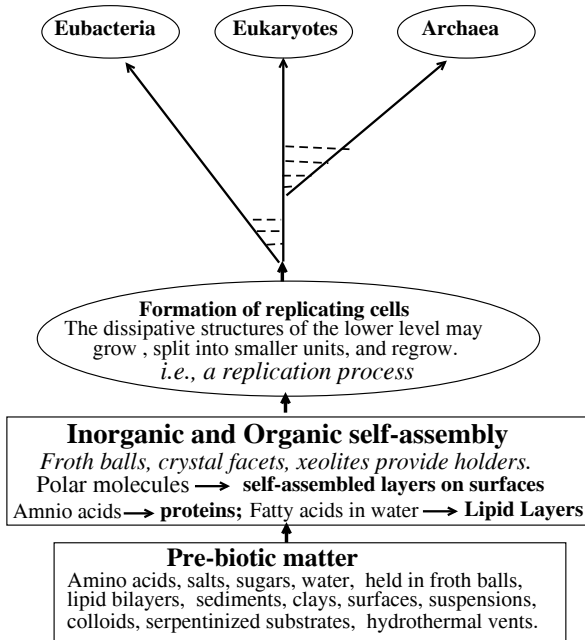 Eubacteria
Eukaryotes
Archaea
Formation of replicating cells
The dissipative structures of the lower level may
grow , split into smaller units, and regrow.
i.e., a replication process
Inorganic and Organic self-assembly
Froth balls, crystal facets, xeolites provide holders.
Polar molecules → self-assembled layers on surfaces
Amnio acids → proteins; Fatty acids in water → Lipid Layers
Pre-biotic matter
Amino acids, salts, sugars, water, held in froth balls,
lipid bilayers, sediments, clays, surfaces, suspensions,
colloids, serpentinized substrates, hydrothermal vents.